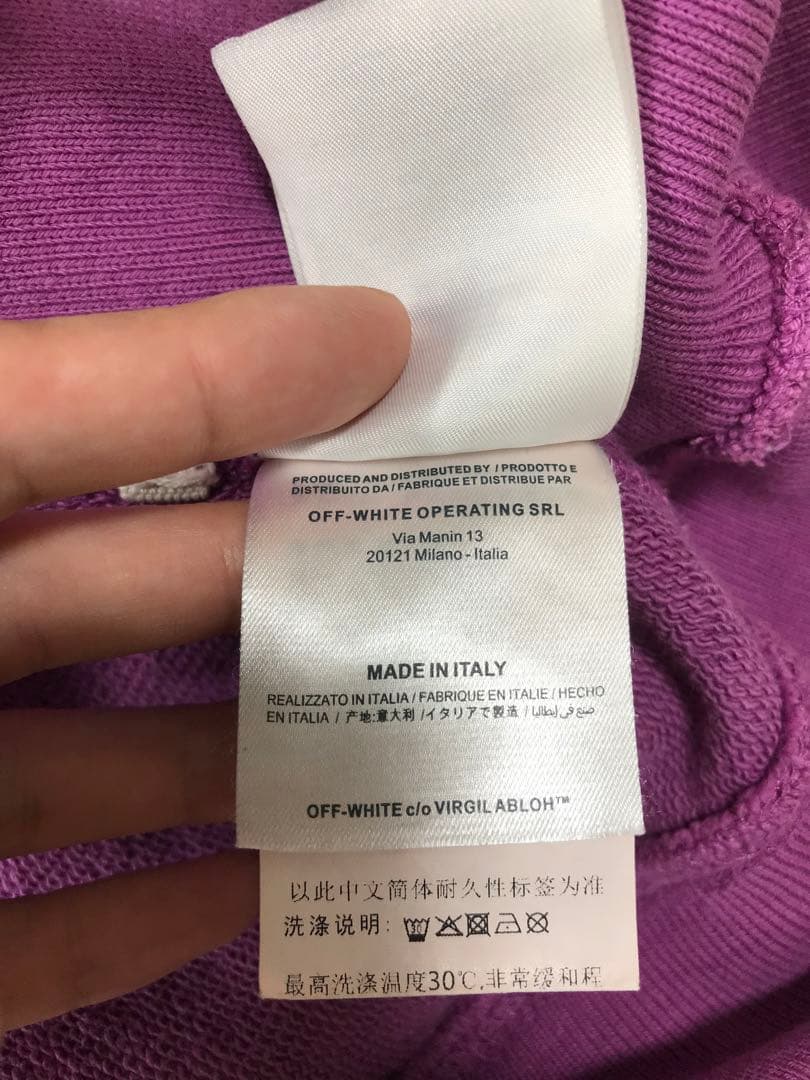 PRODUCED AND DISTRIBUTED BY / PRODOTTO E
DISTRIBUITO DA / FABRIQUE ET DISTRIBUE PAR
OFF-WHITE OPERATING SRL
Via Manin 13
20121 Milano - Italia
MADE IN ITALY
REALIZZATO IN ITALIA / FABRIQUE EN ITALIE / HECHO
EN ITALIA / 产地:意大利 /イタリアで製造 / صنع في إيطاليا
OFF-WHITE c/o VIRGIL ABLOH™
以此中文简体耐久性标签为准
洗涤说明: 30
最高洗涤温度30℃,非常缓和程